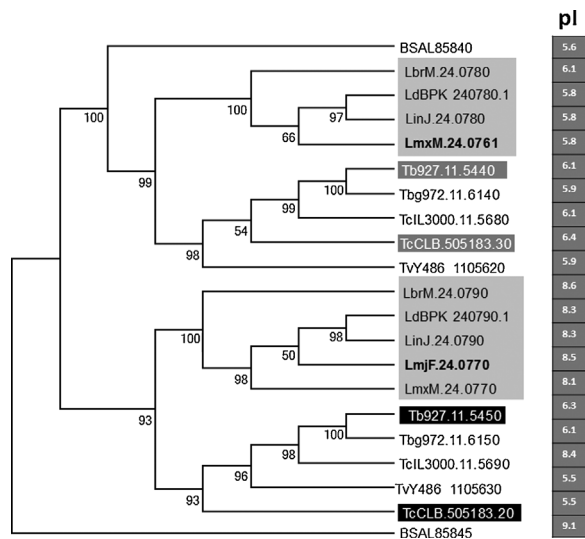 pI
BSAL85840 5.6
LbrM.24.0780 6.1
LdBPK 240780.1 5.8
100
100
97
LinJ.24.0780 5.8
66
LmxM.24.0761 5.8
Tb927.11.5440 6.1
99
100
Tbg972.11.6140 5.9
99
TcIL3000.11.5680 6.1
54
TcCLB.505183.30 6.4
98
TvY486 1105620 5.9
LbrM.24.0790 8.6
LdBPK 240790.1 8.3
100
98
LinJ.24.0790 8.3
50
LmjF.24.0770 8.5
98
LmxM.24.0770 8.1
Tb927.11.5450 6.3
93
100
Tbg972.11.6150 6.1
98
TcIL3000.11.5690 8.4
96
TvY486 1105630 5.5
93
TcCLB.505183.20 5.5
BSAL85845 9.1